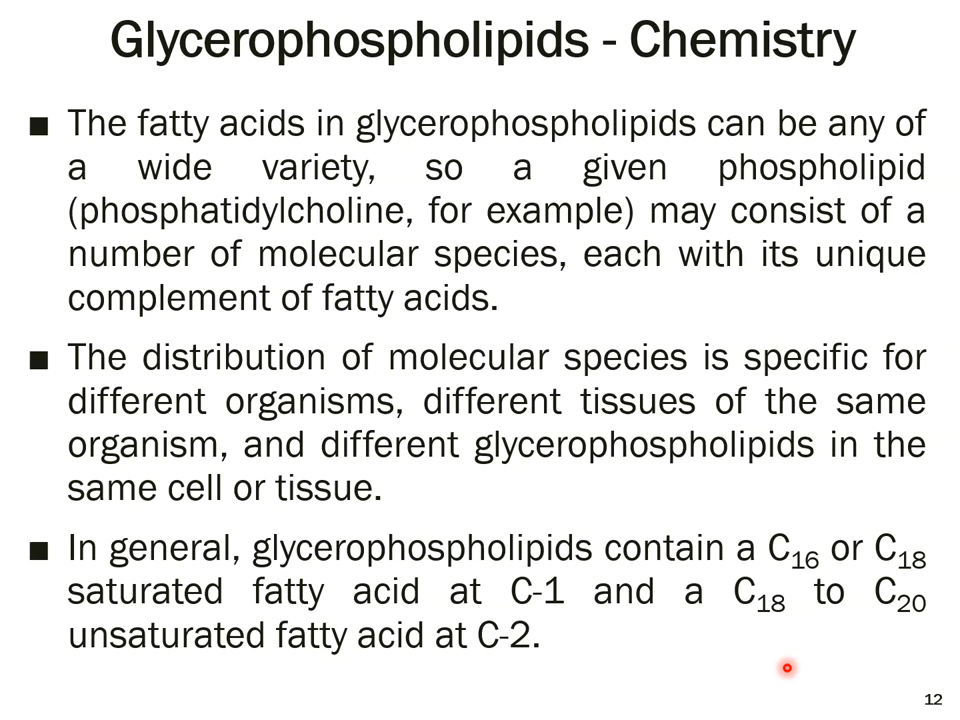 Glycerophospholipids - Chemistry
■ The fatty acids in glycerophospholipids can be any of
a wide variety, so a given phospholipid
(phosphatidylcholine, for example) may consist of a
number of molecular species, each with its unique
complement of fatty acids.
■ The distribution of molecular species is specific for
different organisms, different tissues of the same
organism, and different glycerophospholipids in the
same cell or tissue.
■ In general, glycerophospholipids contain a C₁₆ or C₁₈
saturated fatty acid at C-1 and a C₁₈ to C₂₀
unsaturated fatty acid at C-2.
12